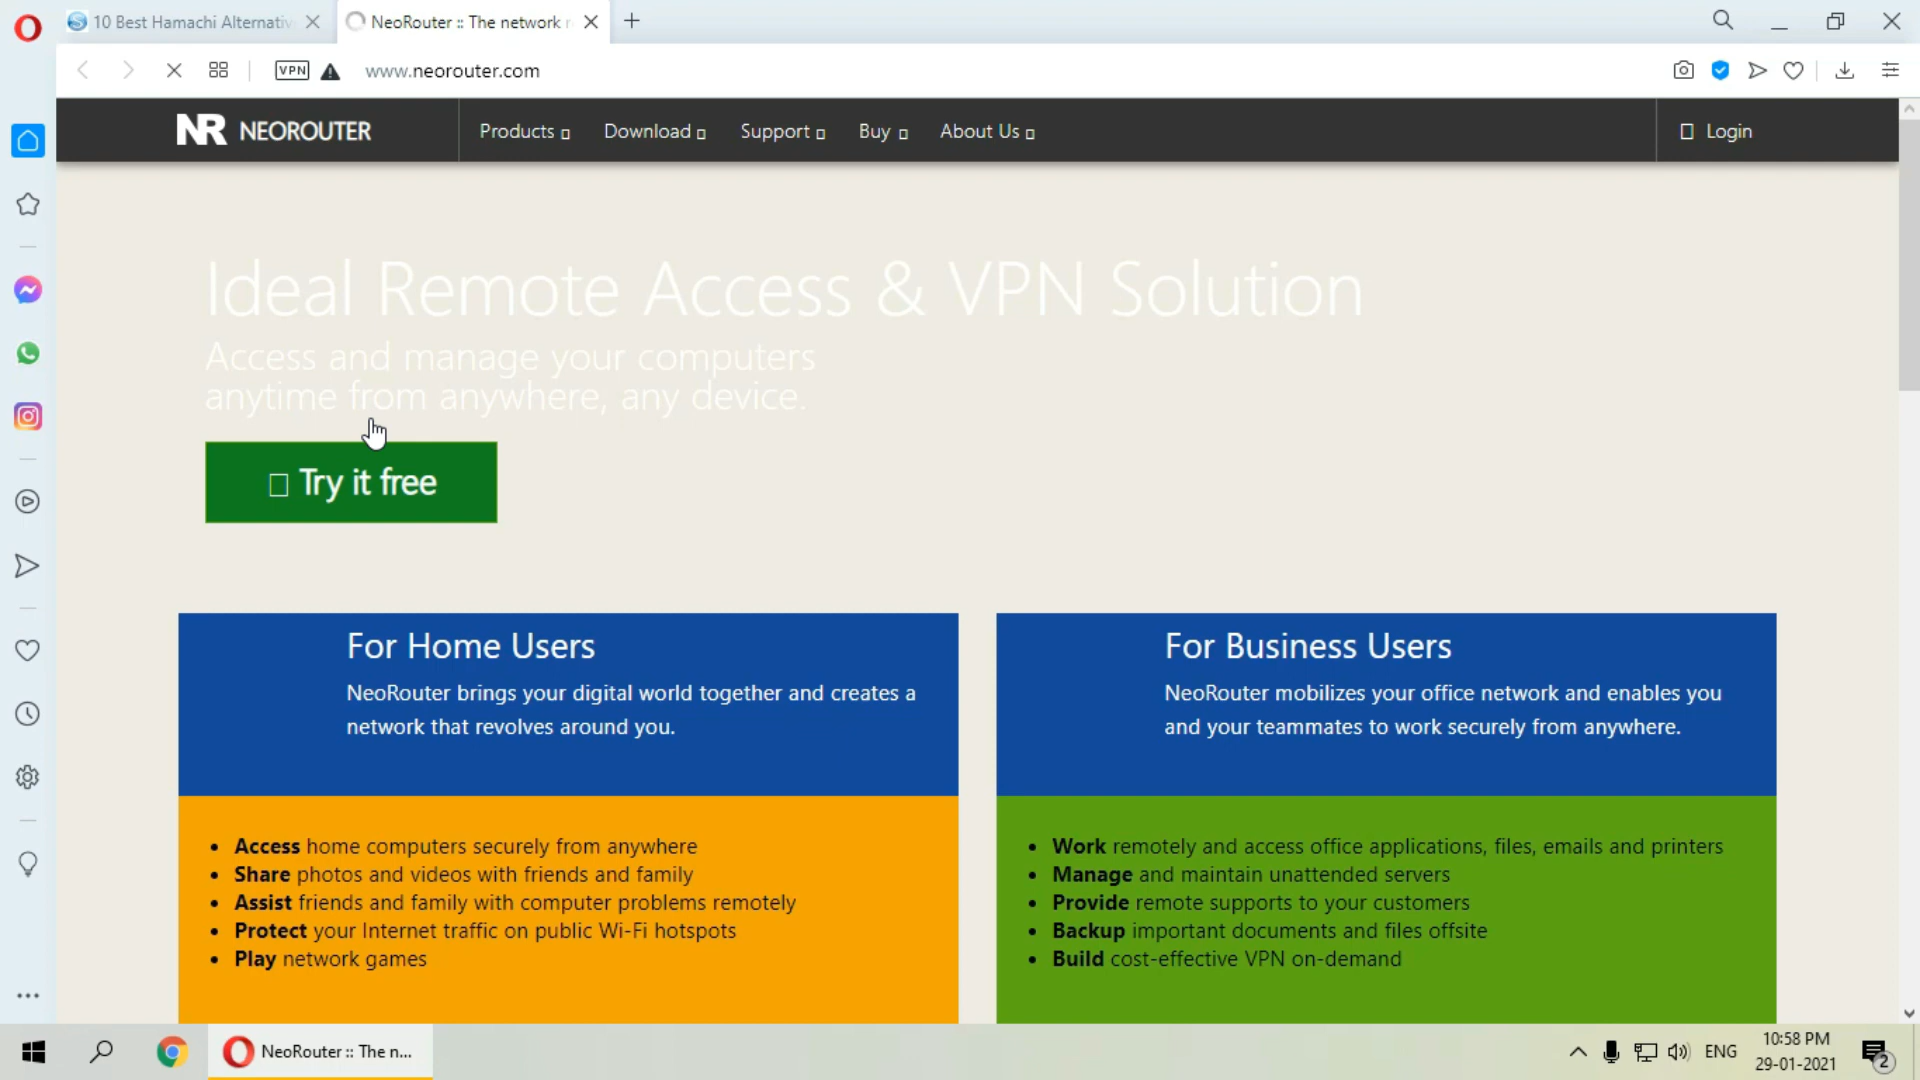 10 Best Hamachi Alternativ
NeoRouter :: The network r
VPN
www.neorouter.com
NR NEOROUTER
Products
Download
Support
Buy
About Us
Login
Ideal Remote Access & VPN Solution
Access and manage your computers
anytime from anywhere, any device.
Try it free
For Home Users
NeoRouter brings your digital world together and creates a
network that revolves around you.
• Access home computers securely from anywhere
• Share photos and videos with friends and family
• Assist friends and family with computer problems remotely
• Protect your Internet traffic on public Wi-Fi hotspots
• Play network games
For Business Users
NeoRouter mobilizes your office network and enables you
and your teammates to work securely from anywhere.
• Work remotely and access office applications, files, emails and printers
• Manage and maintain unattended servers
• Provide remote supports to your customers
• Backup important documents and files offsite
• Build cost-effective VPN on-demand
NeoRouter :: The n...
ENG
10:58 PM
29-01-2021
2